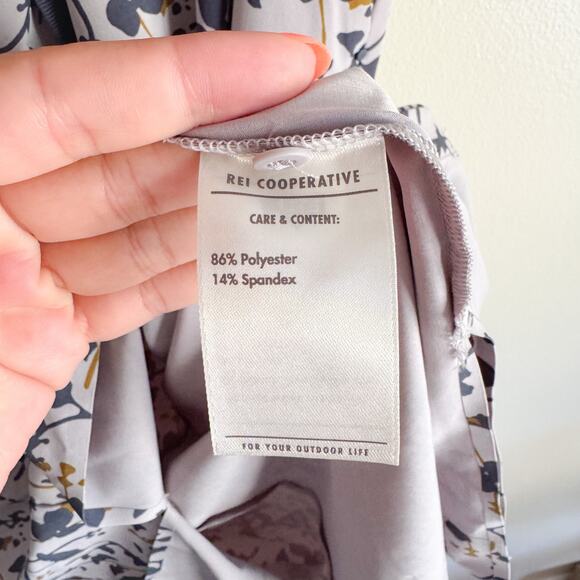 REI COOPERATIVE
CARE & CONTENT:
86% Polyester
14% Spandex
FOR YOUR OUTDOOR LIFE